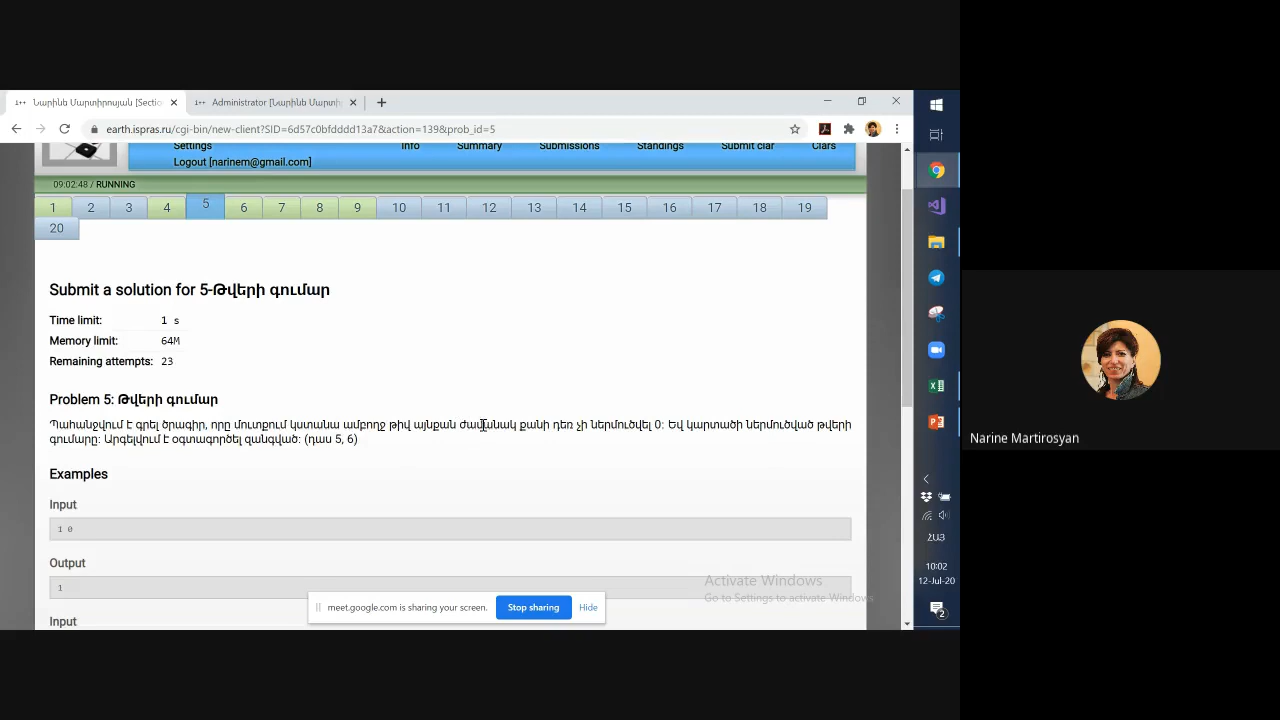 Նարինե Մարտիրոսյան [Sectio
Administrator [Նարինե Մարտի
earth.ispras.ru/cgi-bin/new-client?SID=6d57c0bfdddd13a7&action=139&prob_id=5
Settings Info Summary Submissions Standings Submit clar Clars
Logout [narinem@gmail.com]
09:02:48 / RUNNING
1 2 3 4 5 6 7 8 9 10 11 12 13 14 15 16 17 18 19
20
Submit a solution for 5-Թվերի գումար
Time limit: 1 s
Memory limit: 64M
Remaining attempts: 23
Problem 5: Թվերի գումար
Պահանջվում է գրել ծրագիր, որը մուտքում կստանա ամբողջ թիվ այնքան ժամանակ քանի դեռ չի ներմուծվել 0: Եվ կարտածի ներմուծված թվերի
գումարը: Արգելվում է օգտագործել զանգված: (դաս 5, 6)
Examples
Input
1 0
Output
1
Input
Activate Windows
Go to Settings to activate Windows
meet.google.com is sharing your screen. Stop sharing Hide
ՀԱՅ
10:02
12-Jul-20
2
Narine Martirosyan